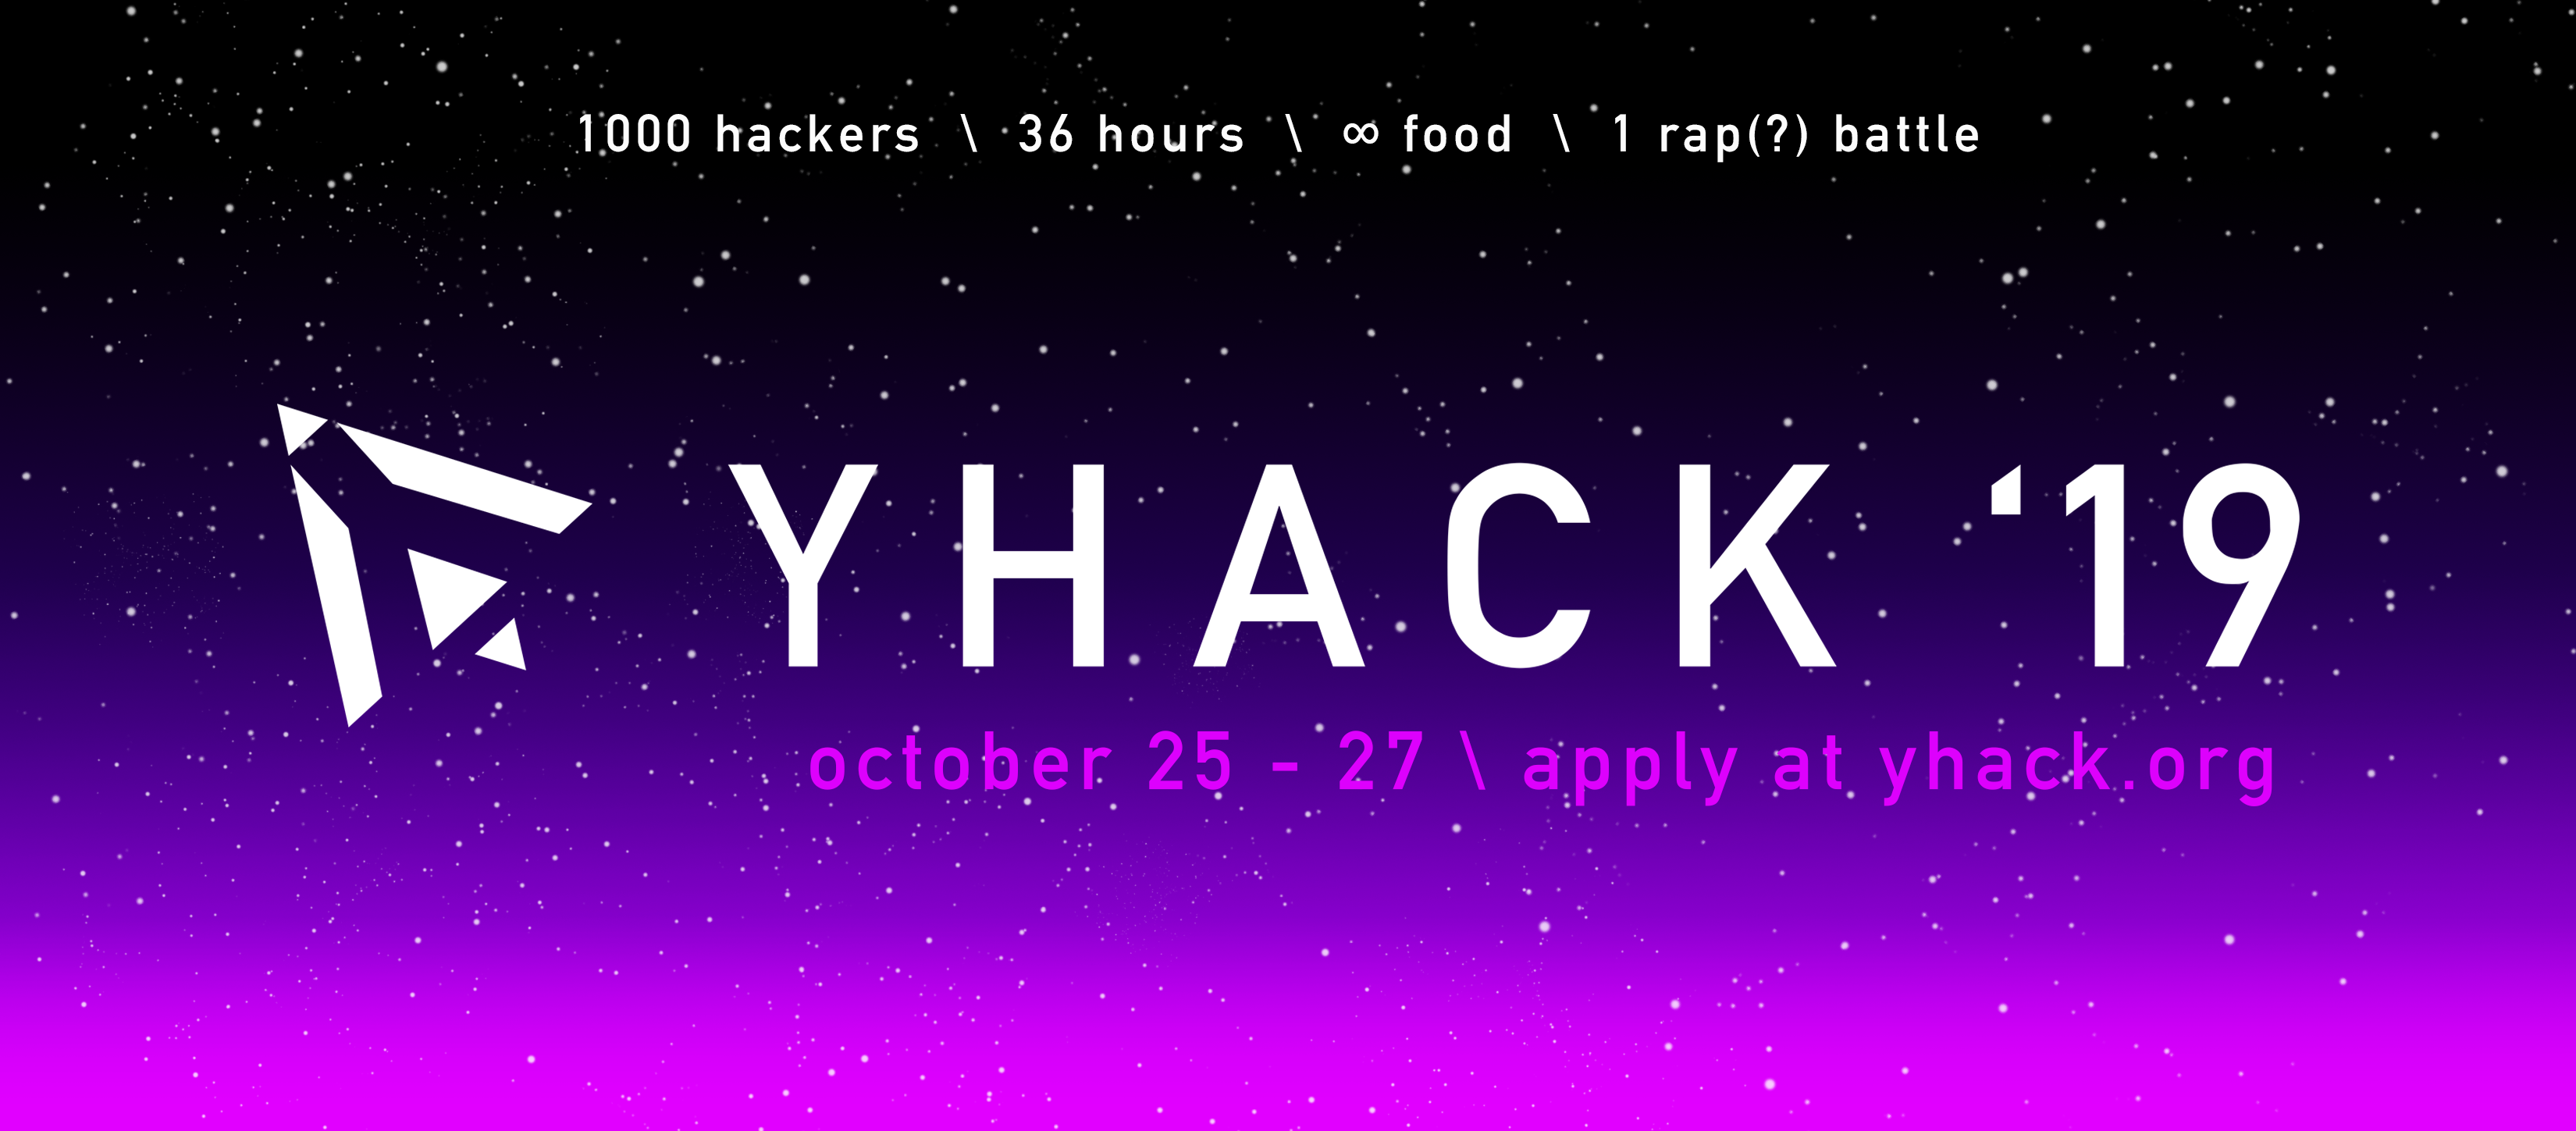 1000 hackers \ 36 hours \ ∞ food \ 1 rap(?) battle
YHACK ‘19
october 25 - 27 \ apply at yhack.org